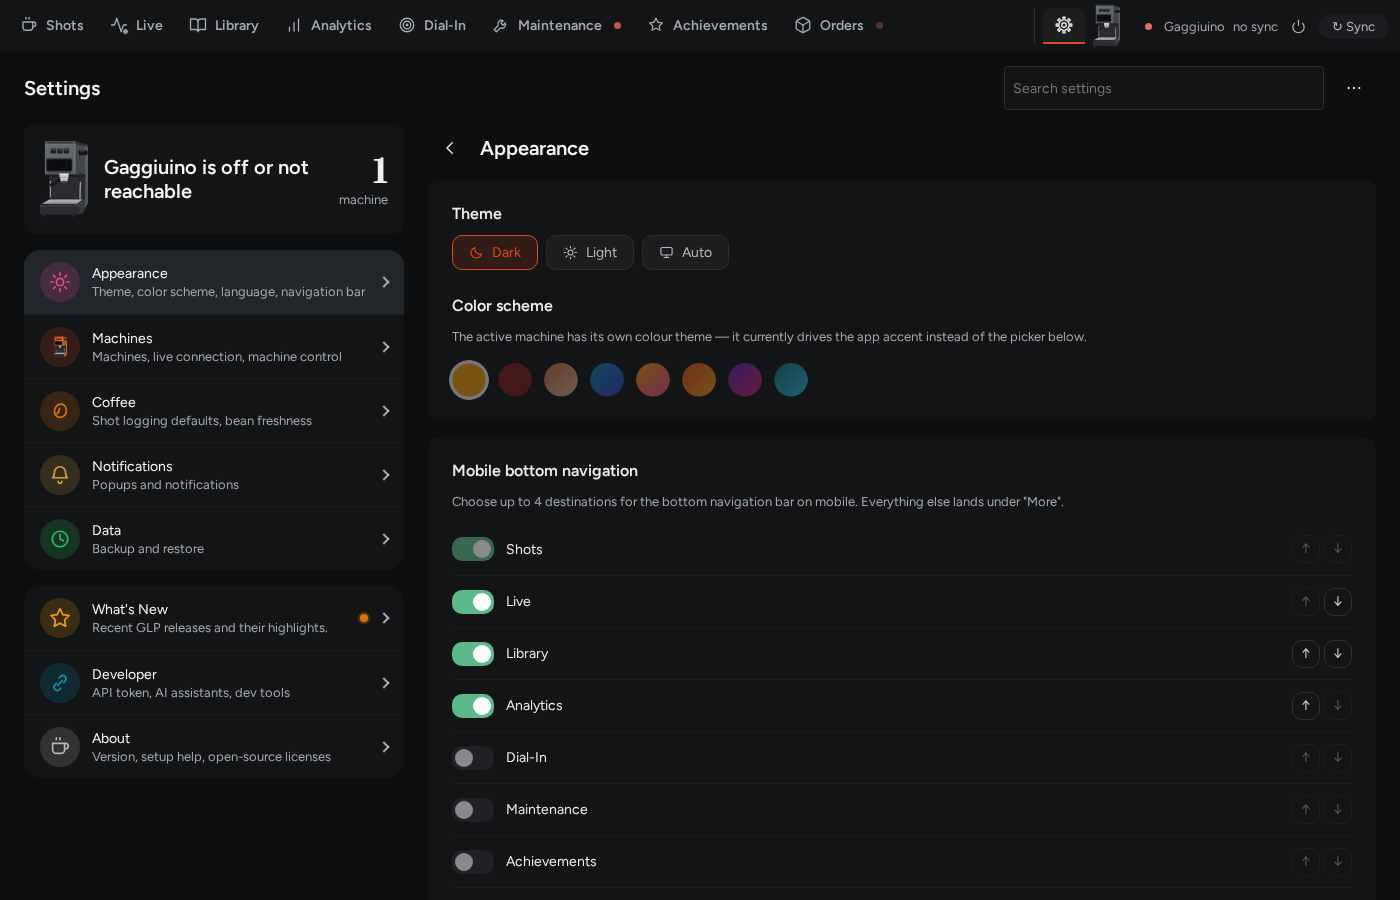 Shots
Live
Library
Analytics
Dial-In
Maintenance
Achievements
Orders
Gaggiuino no sync
↻ Sync
Settings
Search settings
...
Gaggiuino is off or not
reachable
1
machine
Appearance
Theme, color scheme, language, navigation bar
Machines
Machines, live connection, machine control
Coffee
Shot logging defaults, bean freshness
Notifications
Popups and notifications
Data
Backup and restore
What's New
Recent GLP releases and their highlights.
Developer
API token, AI assistants, dev tools
About
Version, setup help, open-source licenses
Appearance
Theme
Dark
Light
Auto
Color scheme
The active machine has its own colour theme — it currently drives the app accent instead of the picker below.
Mobile bottom navigation
Choose up to 4 destinations for the bottom navigation bar on mobile. Everything else lands under "More".
Shots
Live
Library
Analytics
Dial-In
Maintenance
Achievements